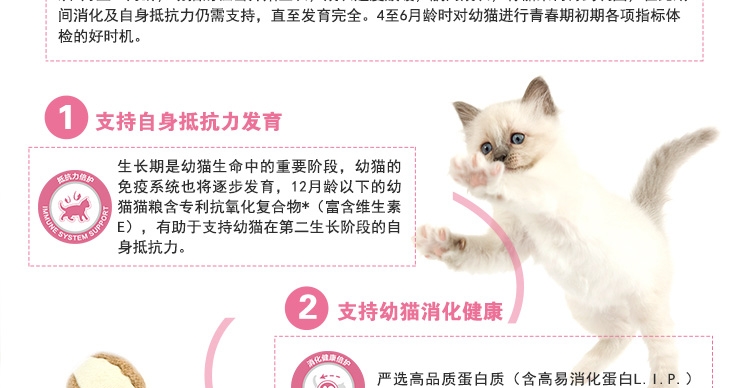 间消化及自身抵抗力仍需支持，直至发育完全。4至6月龄时对幼猫进行青春期初期各项指标体
检的好时机。
1 支持自身抵抗力发育
抵抗力倍护
IMMUNE SYSTEM SUPPORT
生长期是幼猫生命中的重要阶段，幼猫的
免疫系统也将逐步发育，12月龄以下的幼
猫猫粮含专利抗氧化复合物*（富含维生素
E），有助于支持幼猫在第二生长阶段的自
身抵抗力。
2 支持幼猫消化健康
消化健康倍护
严选高品质蛋白质（含高易消化蛋白L.I.P.）